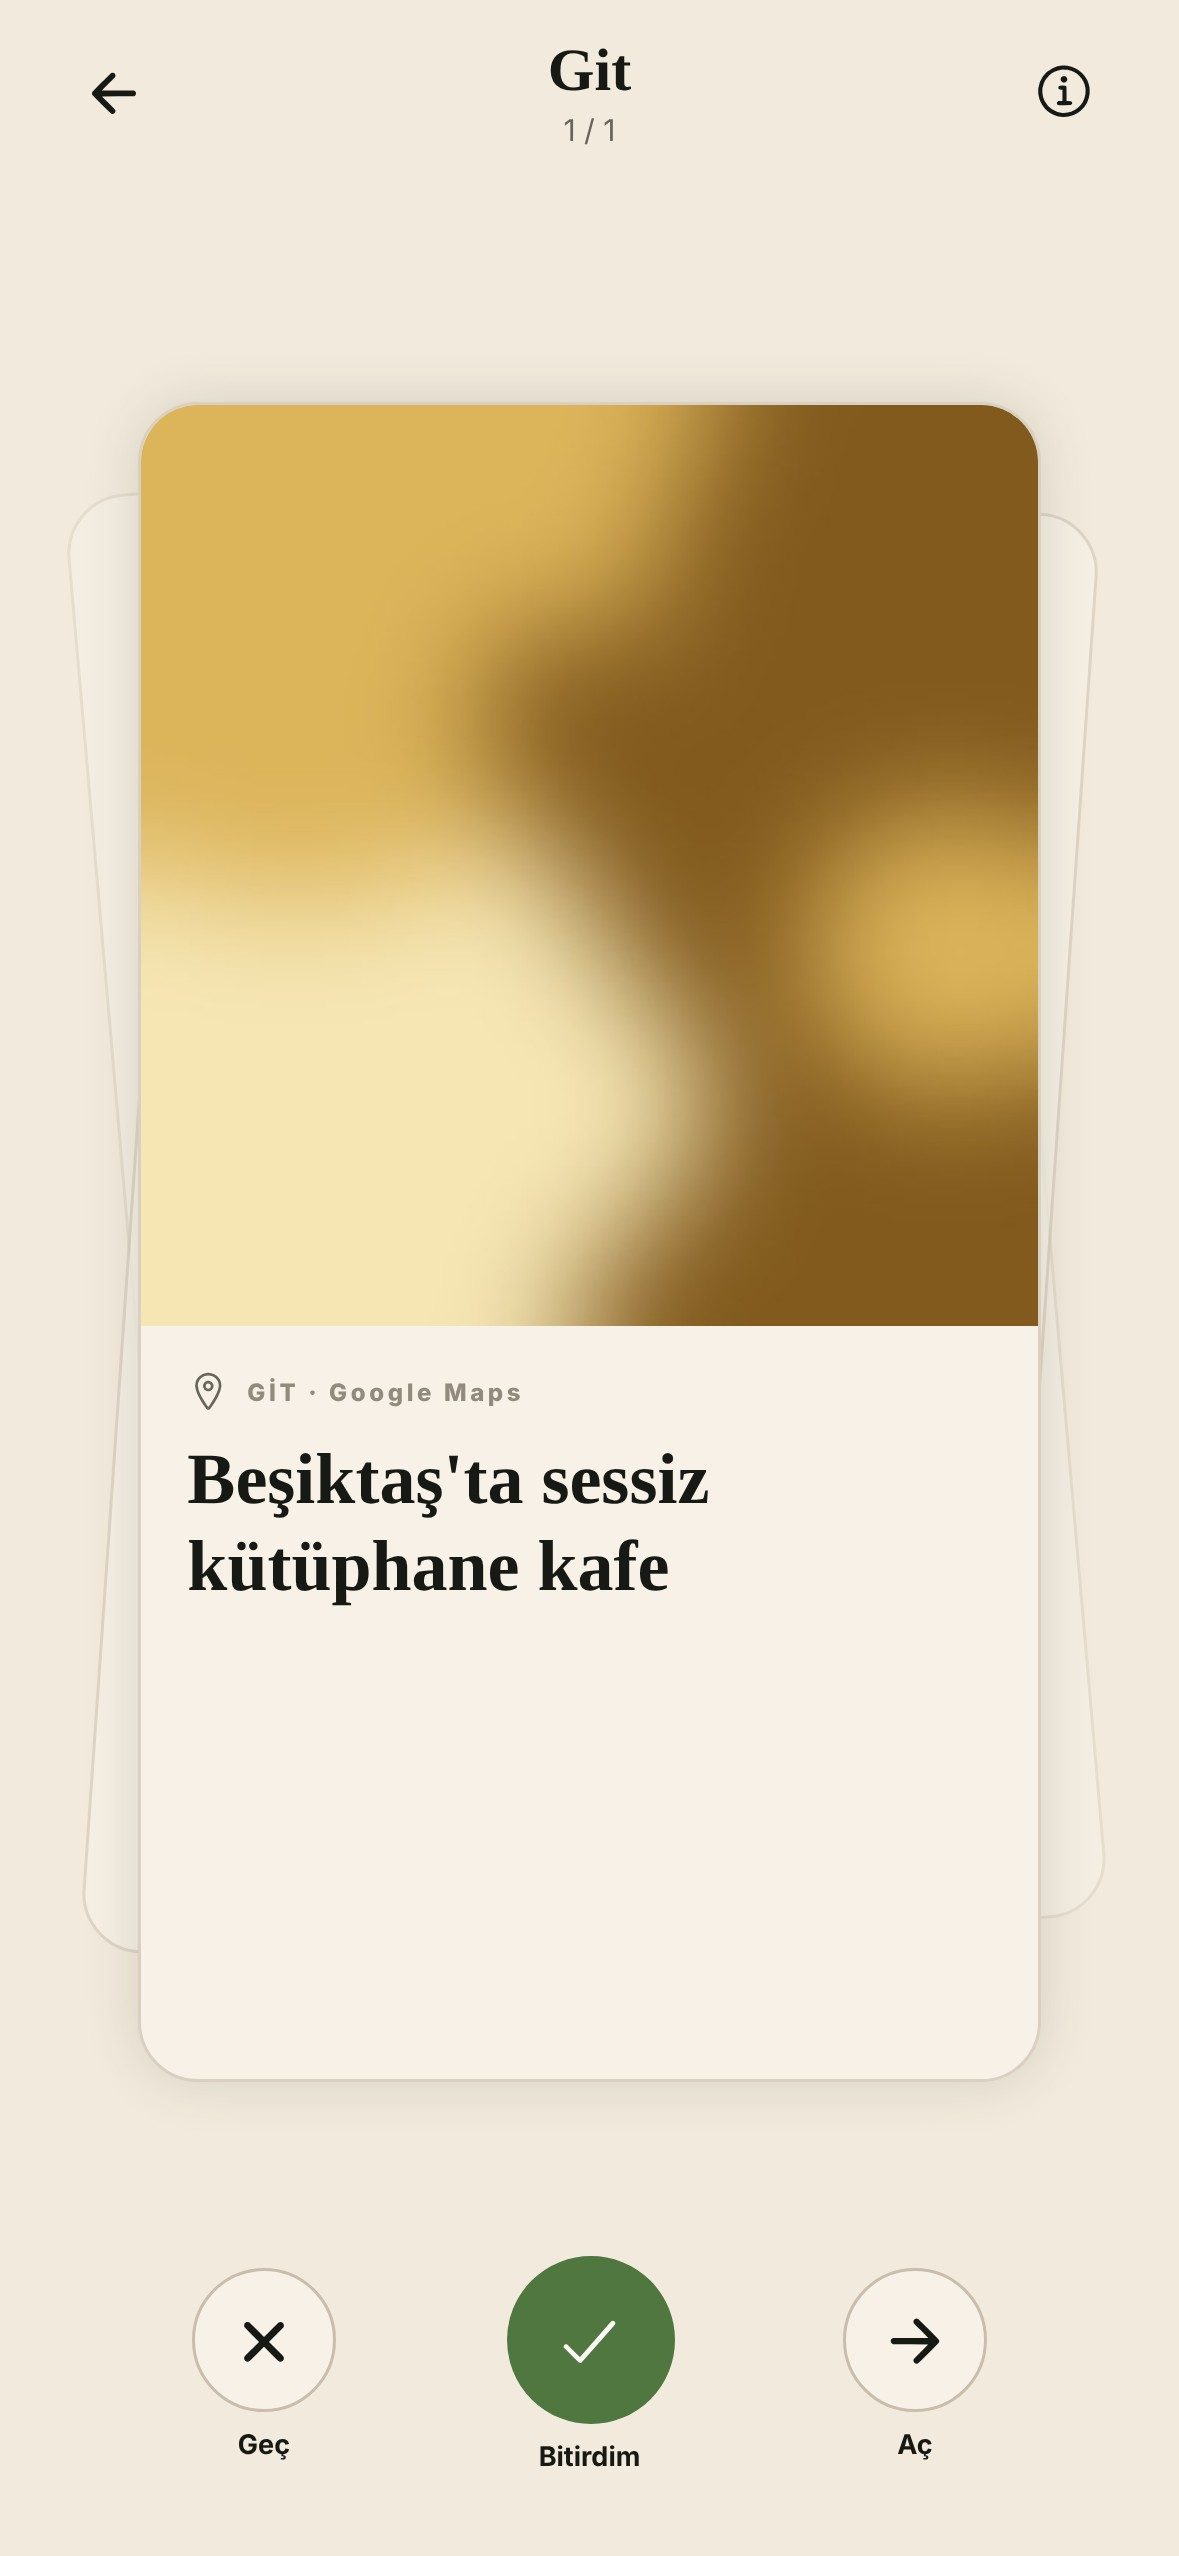 Git
1 / 1
GİT · Google Maps
Beşiktaş'ta sessiz
kütüphane kafe
Geç
Bitirdim
Aç